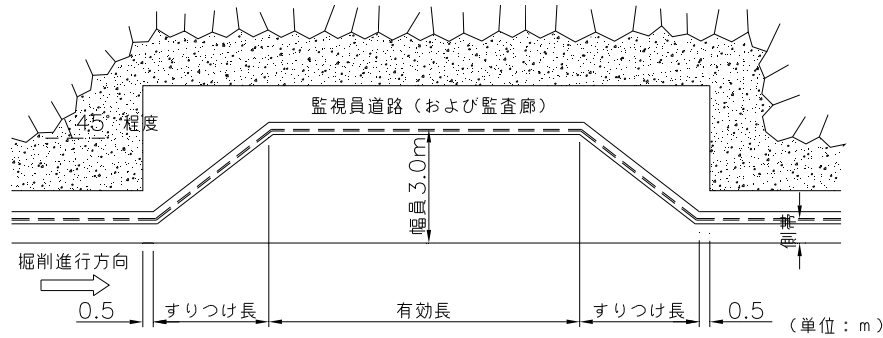 監視員道路（および監査廊）
45° 程度
幅員3.0m
側帯
掘削進行方向
0.5 すりつけ長 有効長 すりつけ長 0.5
（単位：m）